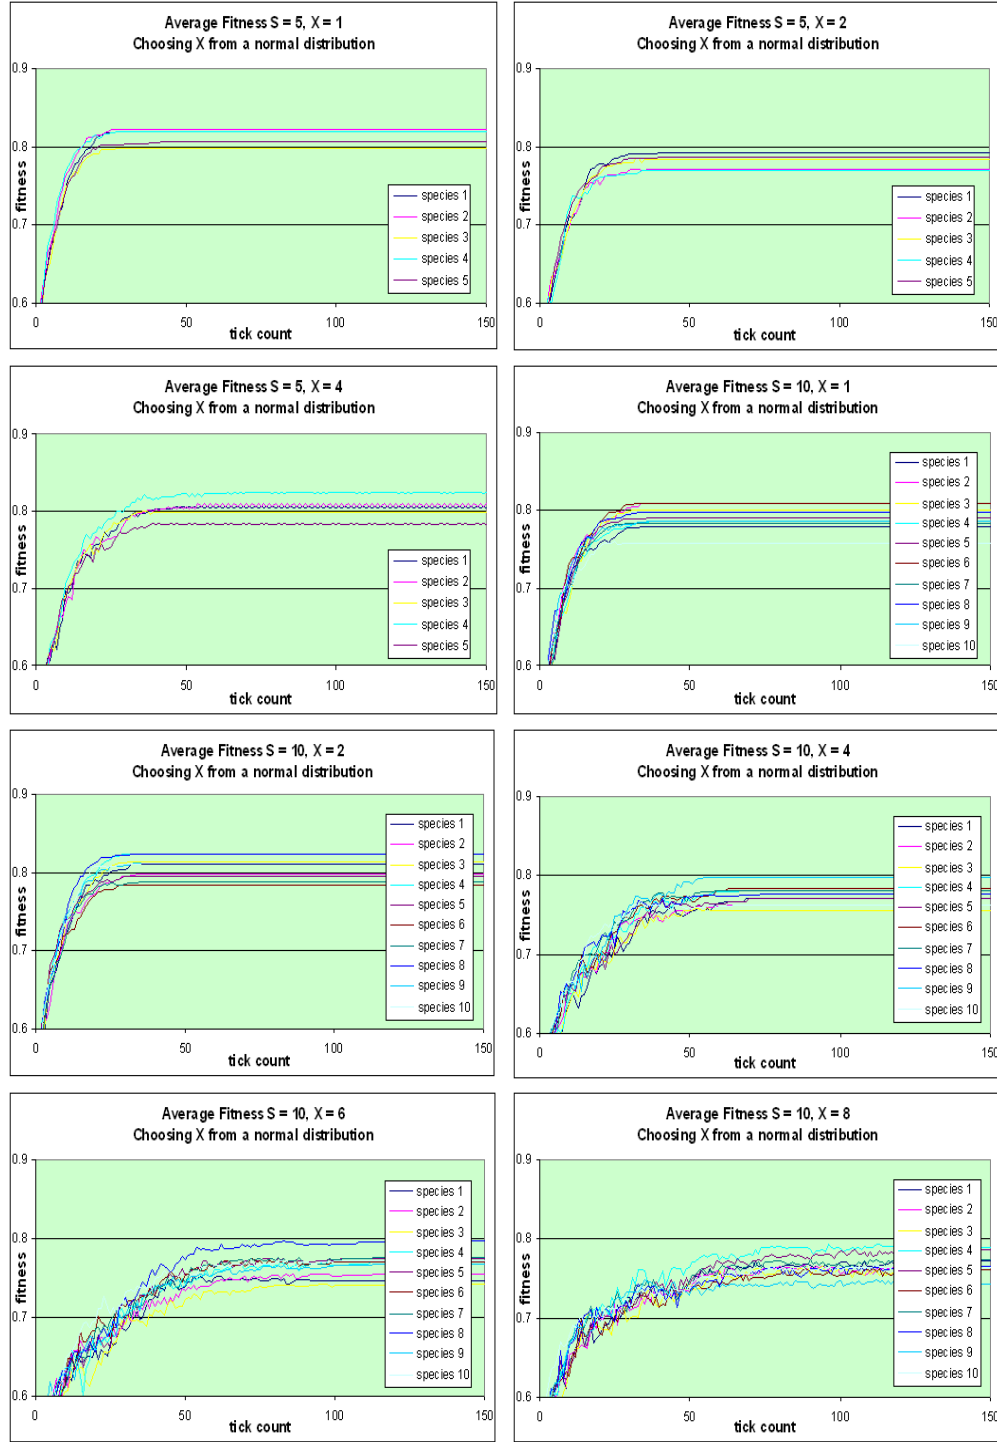 Average Fitness S = 5, X = 1
Choosing X from a normal distribution
0.9
0.8
0.7
0.6
fitness
species 1
species 2
species 3
species 4
species 5
0
50
100
150
tick count
Average Fitness S = 5, X = 2
Choosing X from a normal distribution
0.9
0.8
0.7
0.6
fitness
species 1
species 2
species 3
species 4
species 5
0
50
100
150
tick count
Average Fitness S = 5, X = 4
Choosing X from a normal distribution
0.9
0.8
0.7
0.6
fitness
species 1
species 2
species 3
species 4
species 5
0
50
100
150
tick count
Average Fitness S = 10, X = 1
Choosing X from a normal distribution
0.9
0.8
0.7
0.6
fitness
species 1
species 2
species 3
species 4
species 5
species 6
species 7
species 8
species 9
species 10
0
50
100
150
tick count
Average Fitness S = 10, X = 2
Choosing X from a normal distribution
0.9
0.8
0.7
0.6
fitness
species 1
species 2
species 3
species 4
species 5
species 6
species 7
species 8
species 9
species 10
0
50
100
150
tick count
Average Fitness S = 10, X = 4
Choosing X from a normal distribution
0.9
0.8
0.7
0.6
fitness
species 1
species 2
species 3
species 4
species 5
species 6
species 7
species 8
species 9
species 10
0
50
100
150
tick count
Average Fitness S = 10, X = 6
Choosing X from a normal distribution
0.9
0.8
0.7
0.6
fitness
species 1
species 2
species 3
species 4
species 5
species 6
species 7
species 8
species 9
species 10
0
50
100
150
tick count
Average Fitness S = 10, X = 8
Choosing X from a normal distribution
0.9
0.8
0.7
0.6
fitness
species 1
species 2
species 3
species 4
species 5
species 6
species 7
species 8
species 9
species 10
0
50
100
150
tick count